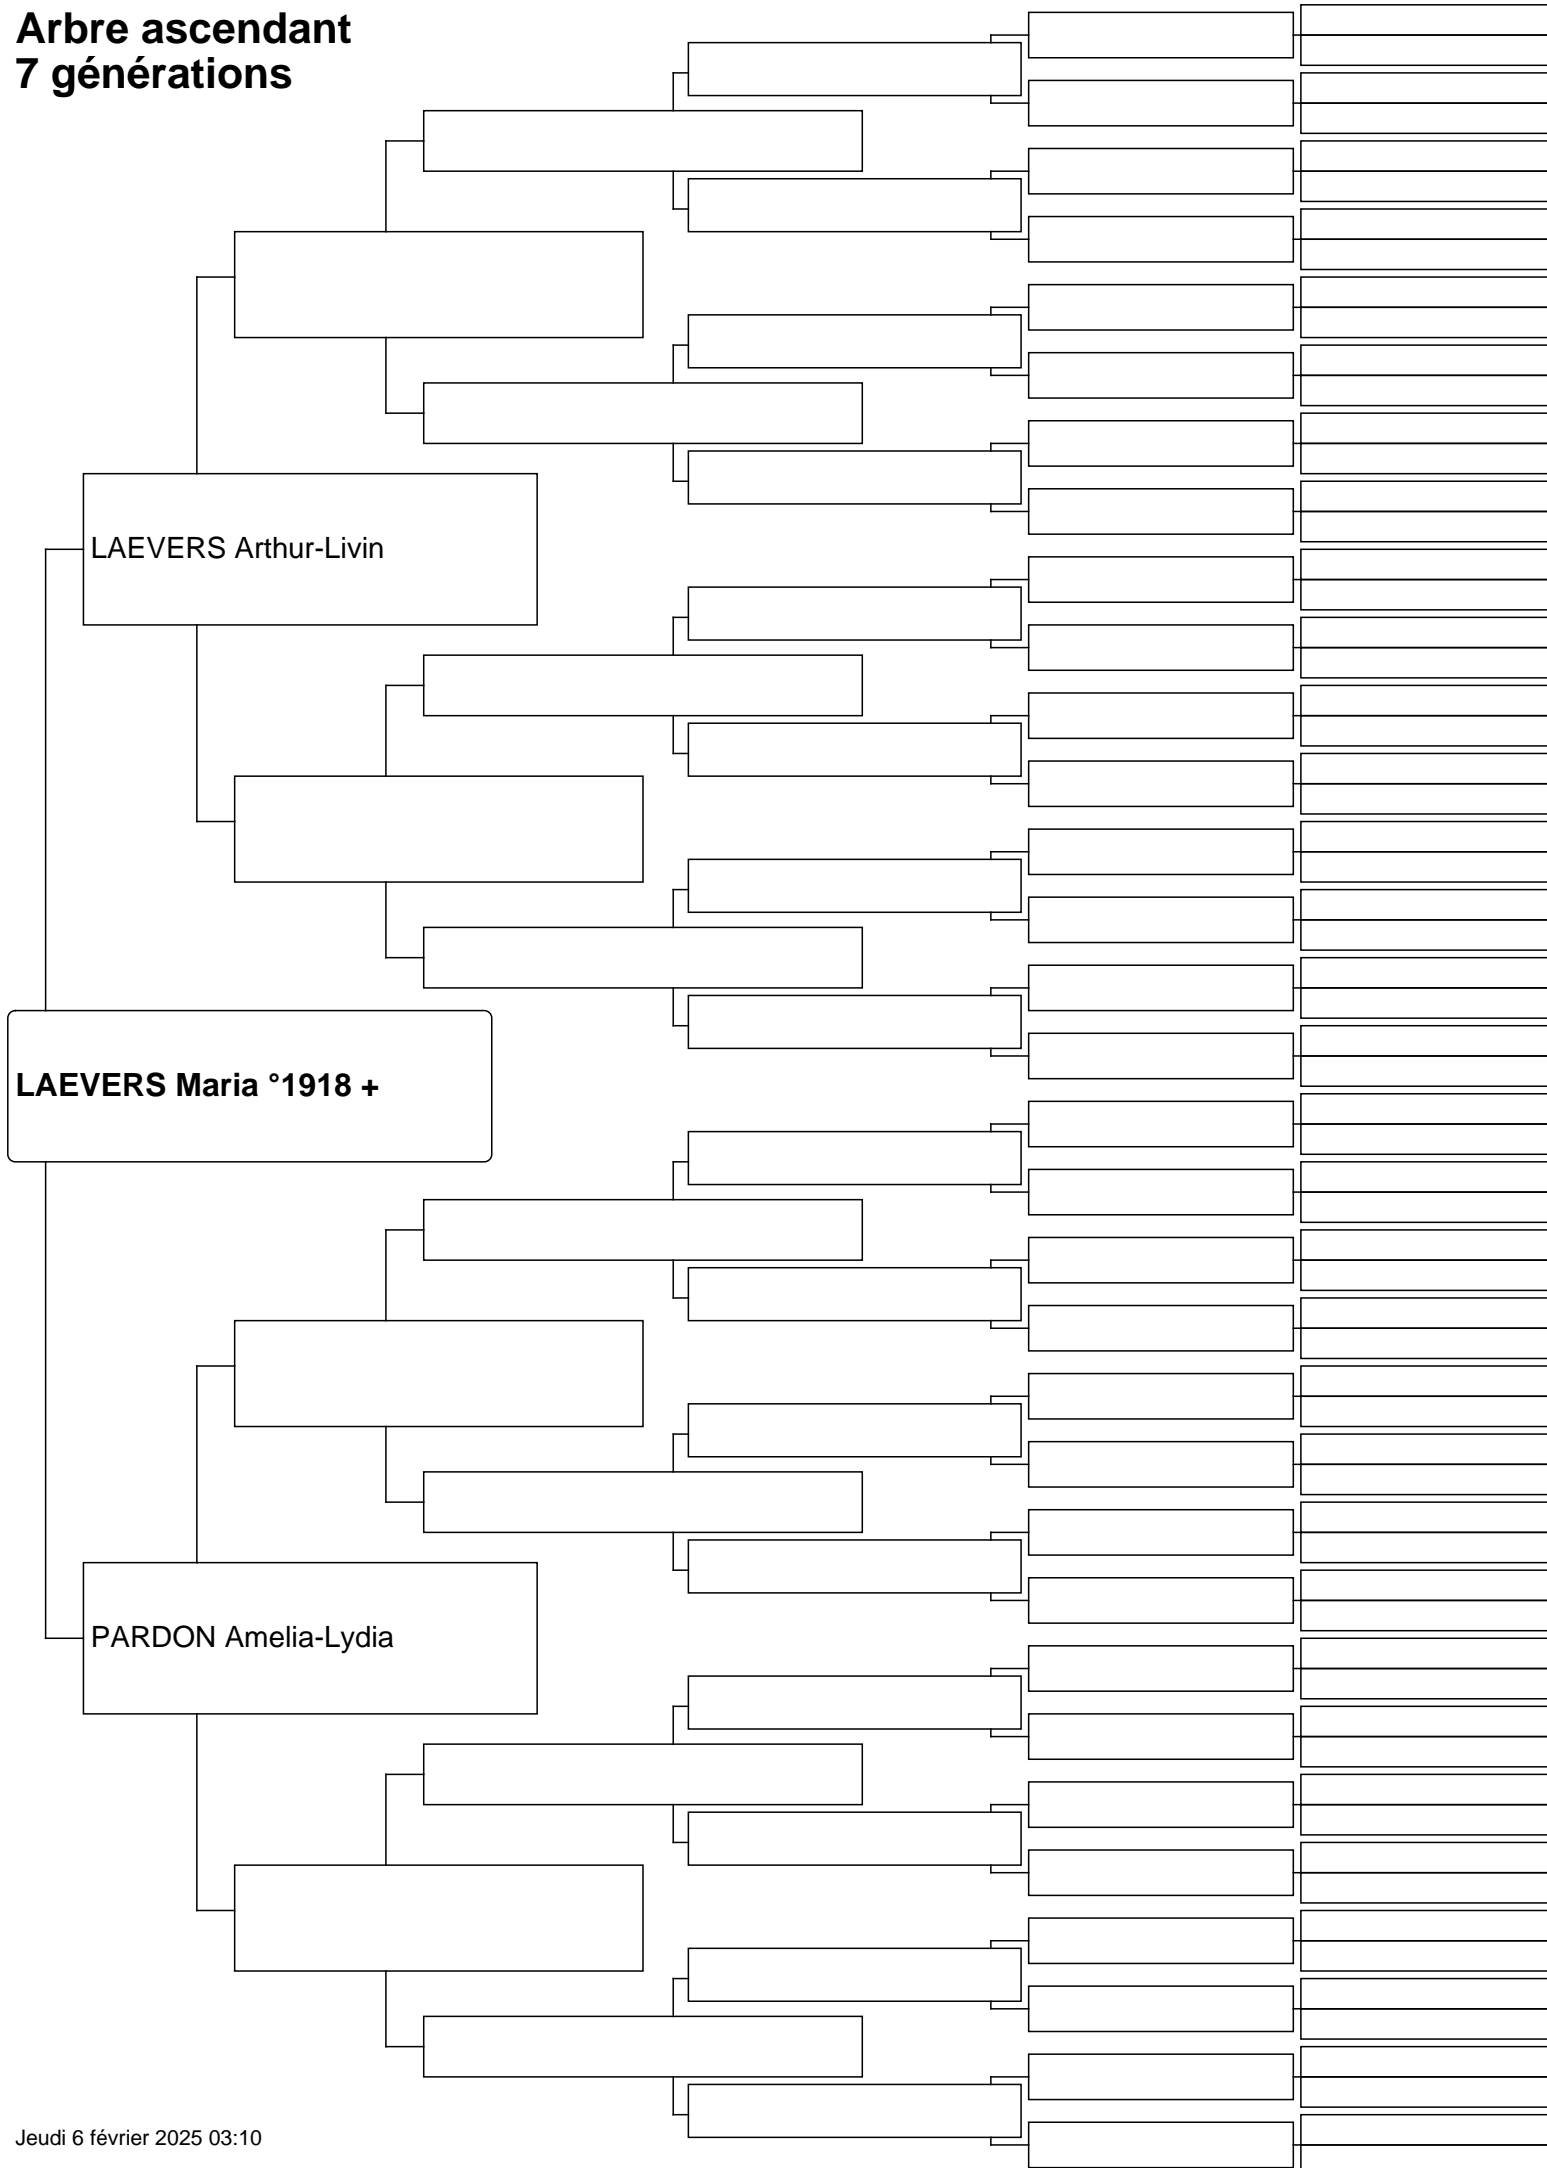 Arbre ascendant
7 générations
LAEVERS Arthur-Livin
LAEVERS Maria °1918 +
PARDON Amelia-Lydia
Jeudi 6 février 2025 03:10